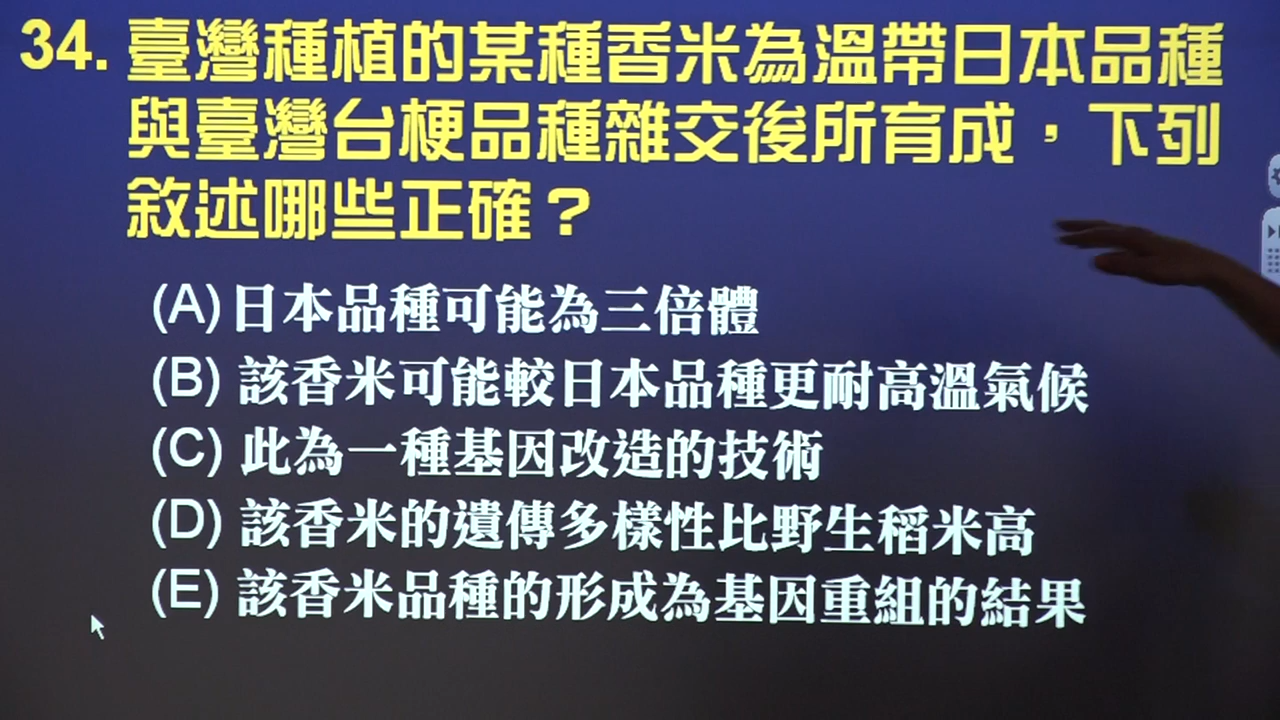 34. 臺灣種植的某種香米為溫帶日本品種
與臺灣台梗品種雜交後所育成，下列
敘述哪些正確？
(A) 日本品種可能為三倍體
(B) 該香米可能較日本品種更耐高溫氣候
(C) 此為一種基因改造的技術
(D) 該香米的遺傳多樣性比野生稻米高
(E) 該香米品種的形成為基因重組的結果